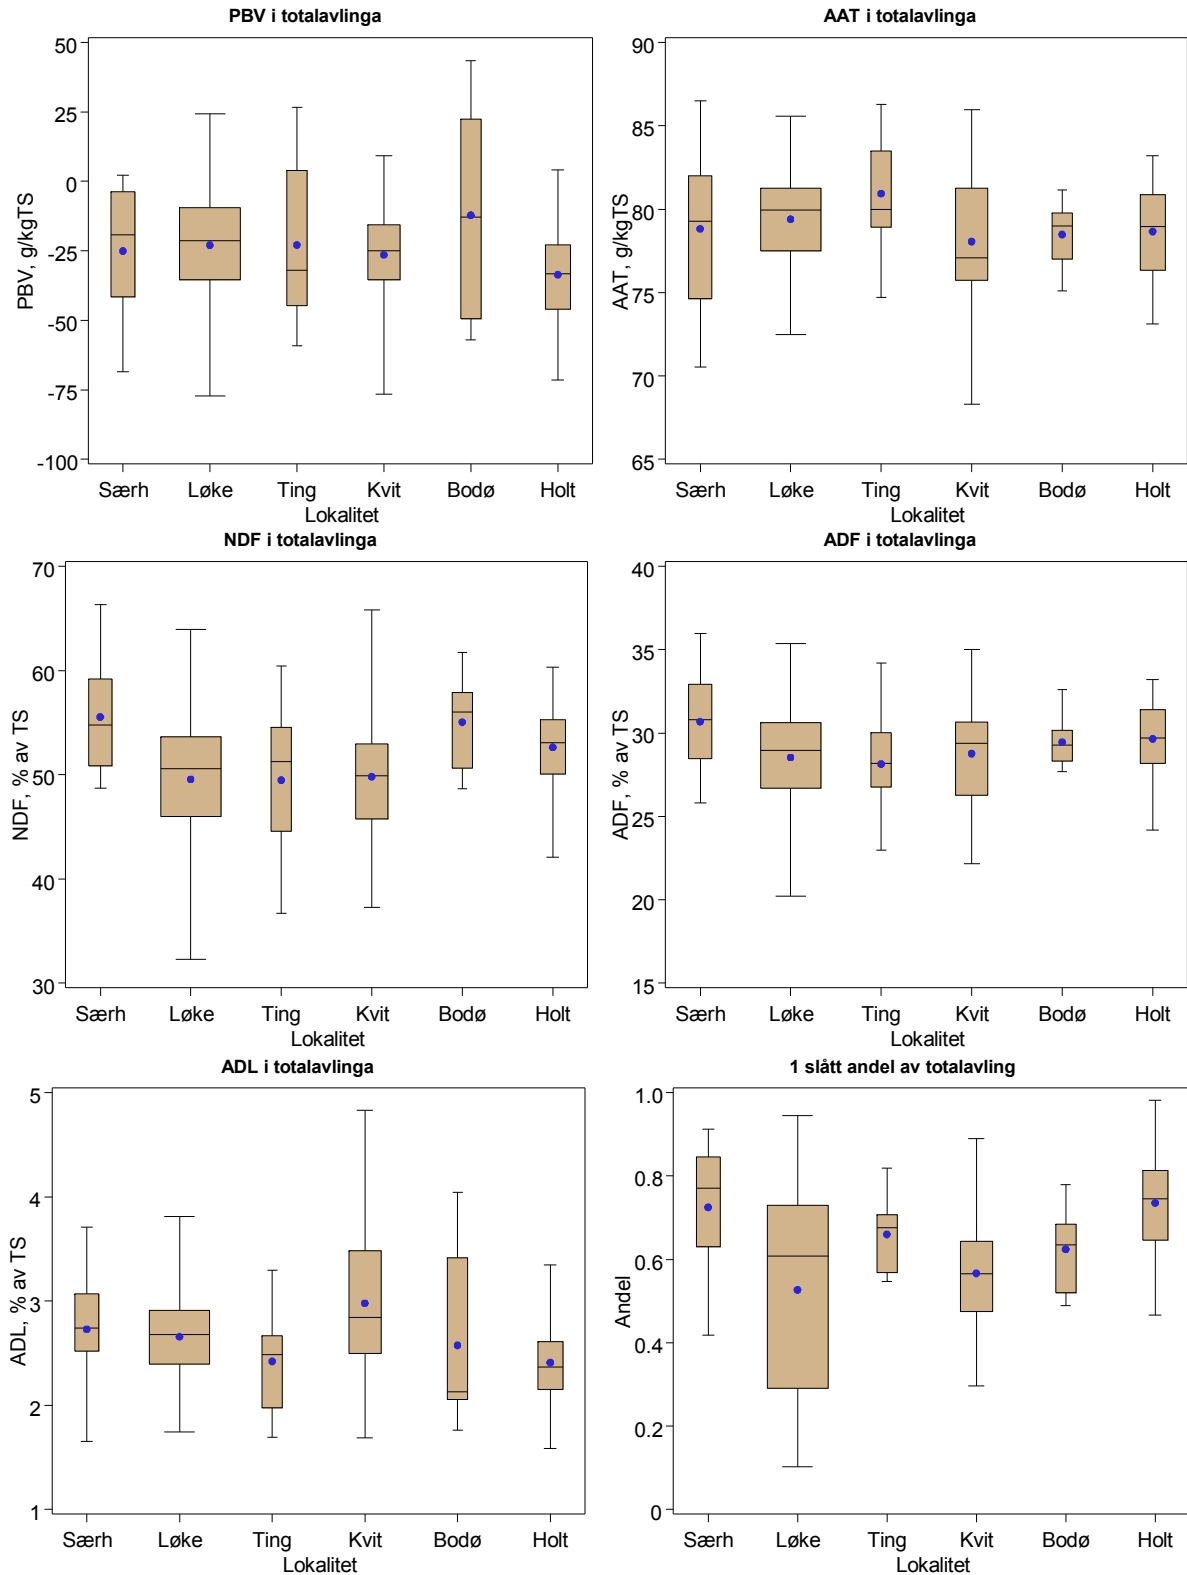 PBV i totalavlinga
50
25
0
-25
-50
-75
-100
PBV, g/kgTS
Særh Løke Ting Kvit Bodø Holt
Lokalitet
AAT i totalavlinga
90
85
80
75
70
65
AAT, g/kgTS
Særh Løke Ting Kvit Bodø Holt
Lokalitet
NDF i totalavlinga
70
60
50
40
30
NDF, % av TS
Særh Løke Ting Kvit Bodø Holt
Lokalitet
ADF i totalavlinga
40
35
30
25
20
15
ADF, % av TS
Særh Løke Ting Kvit Bodø Holt
Lokalitet
ADL i totalavlinga
5
4
3
2
1
ADL, % av TS
Særh Løke Ting Kvit Bodø Holt
Lokalitet
1 slått andel av totalavling
1.0
0.8
0.6
0.4
0.2
0
Andel
Særh Løke Ting Kvit Bodø Holt
Lokalitet